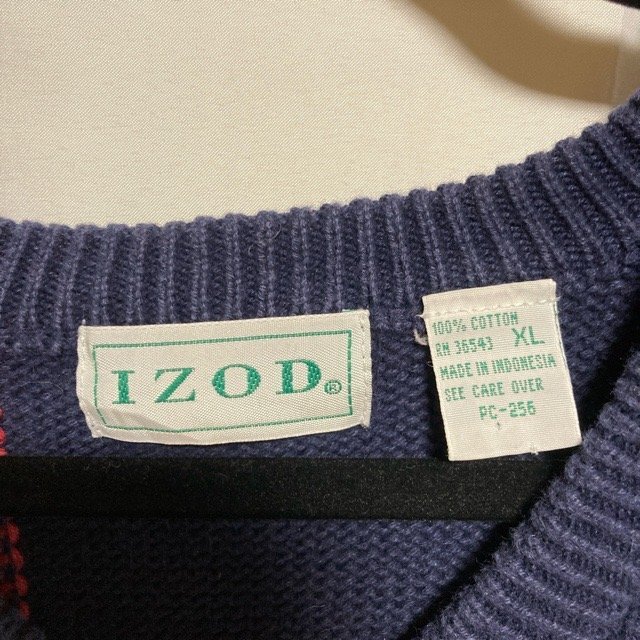 IZOD®
100% COTTON
RN 36543 XL
MADE IN INDONESIA
SEE CARE OVER
PC-256